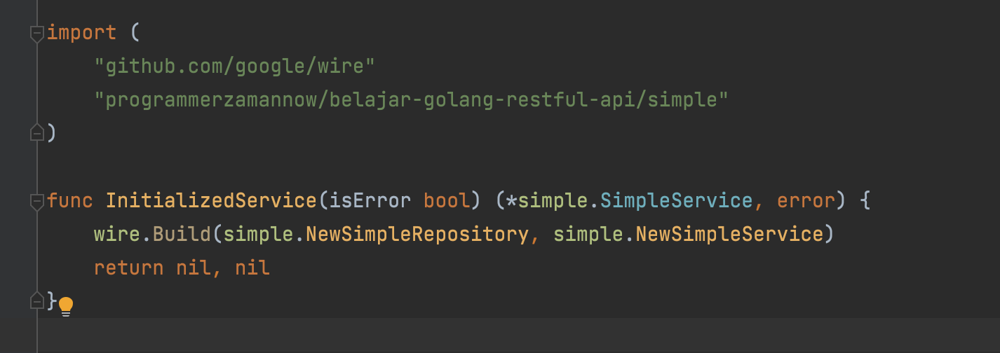 import (
    "github.com/google/wire"
    "programmerzamannow/belajar-golang-restful-api/simple"
)
func InitializedService(isError bool) (*simple.SimpleService, error) {
    wire.Build(simple.NewSimpleRepository, simple.NewSimpleService)
    return nil, nil
}